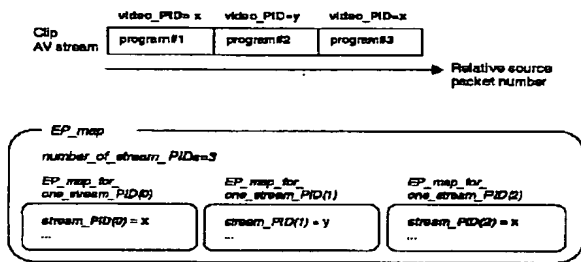 video_PID= x video_PID=y video_PID=x
Clip
AV stream
program#1 program#2 program#3
Relative source
packet number
EP_map
number_of_stream_PIDs=3
EP_map_for_
one_stream_PID(0)
EP_map_for_
one_stream_PID(1)
EP_map_for_
one_stream_PID(2)
stream_PID(0) = x
...
stream_PID(1) = y
...
stream_PID(2) = x
...